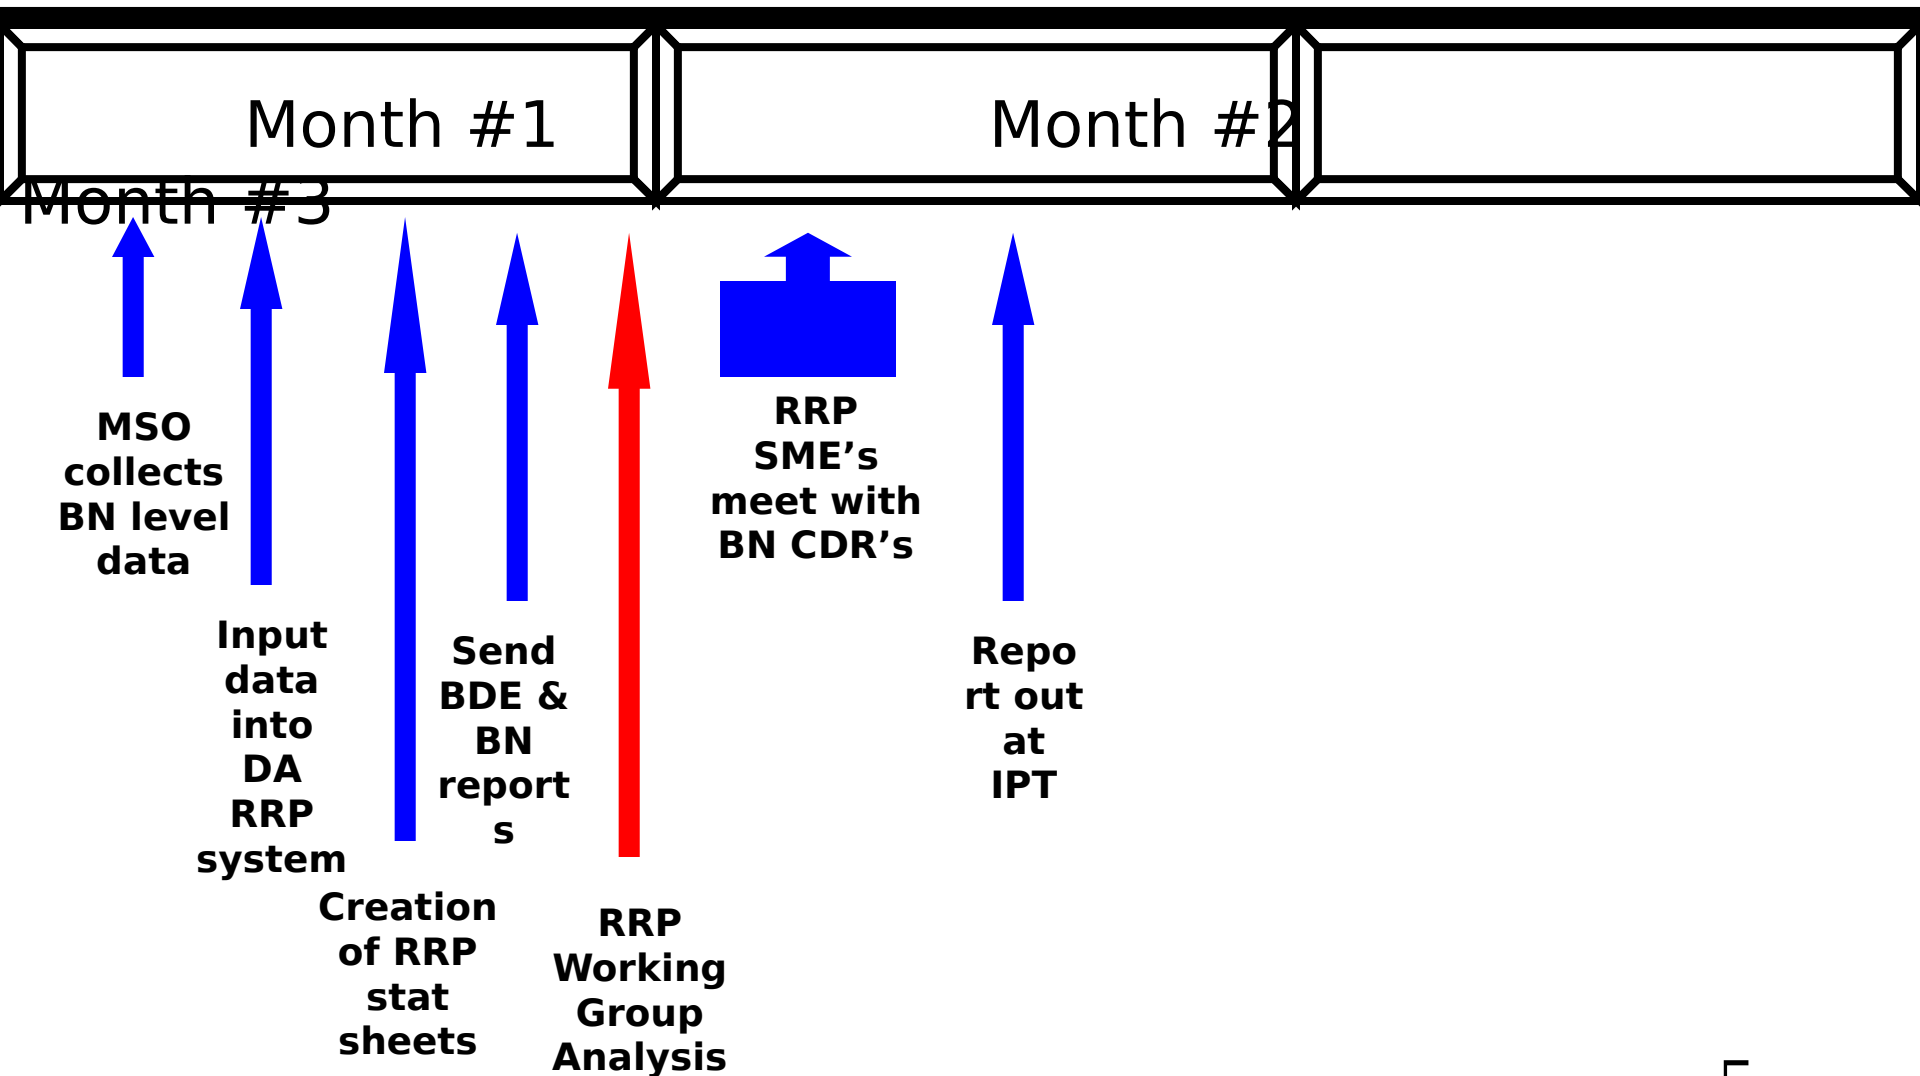 Month #1
Month #2
Month #3
MSO
collects
BN level
data
Input
data
into
DA
RRP
system
Creation
of RRP
stat
sheets
Send
BDE &
BN
report
s
RRP
Working
Group
Analysis
RRP
SME’s
meet with
BN CDR’s
Repo
rt out
at
IPT